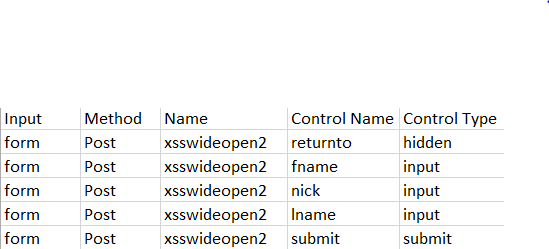 Input Method Name Control Name Control Type
form Post xsswideopen2 returnto hidden
form Post xsswideopen2 fname input
form Post xsswideopen2 nick input
form Post xsswideopen2 lname input
form Post xsswideopen2 submit submit